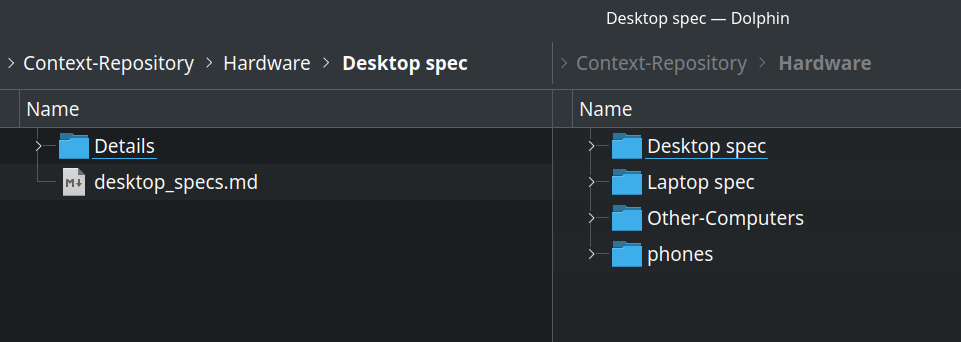 Desktop spec — Dolphin
Context-Repository > Hardware > Desktop spec
Name
Details
desktop_specs.md
Context-Repository > Hardware
Name
Desktop spec
Laptop spec
Other-Computers
phones